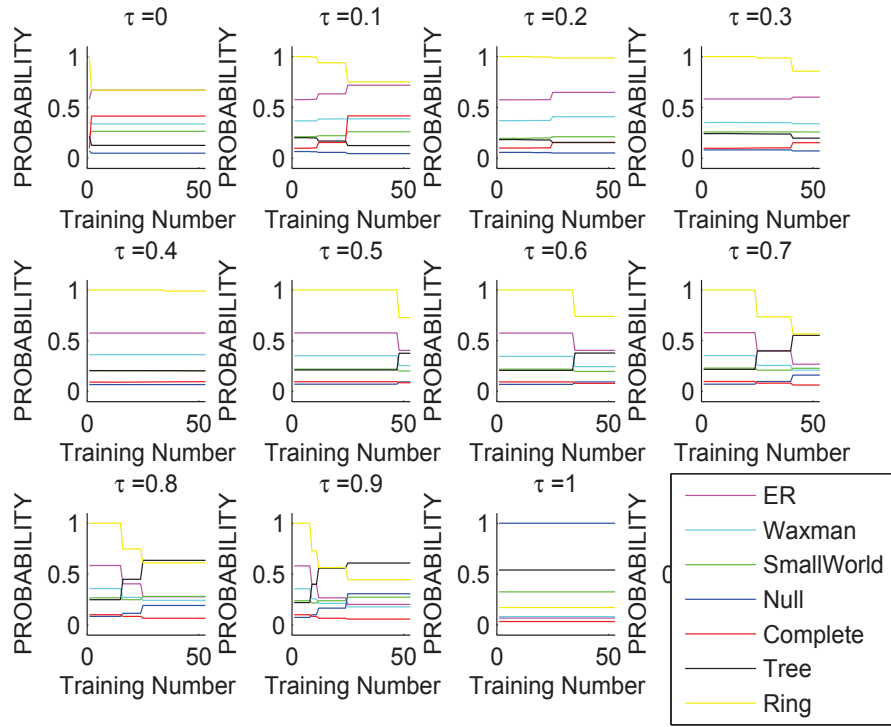 τ =0
τ =0.1
τ =0.2
τ =0.3
PROBABILITY
1
0.5
0
0
50
Training Number
PROBABILITY
1
0.5
0
0
50
Training Number
PROBABILITY
1
0.5
0
0
50
Training Number
PROBABILITY
1
0.5
0
0
50
Training Number
τ =0.4
τ =0.5
τ =0.6
τ =0.7
PROBABILITY
1
0.5
0
0
50
Training Number
PROBABILITY
1
0.5
0
0
50
Training Number
PROBABILITY
1
0.5
0
0
50
Training Number
PROBABILITY
1
0.5
0
0
50
τ =0.8
τ =0.9
τ =1
PROBABILITY
1
0.5
0
0
50
Training Number
PROBABILITY
1
0.5
0
0
50
Training Number
PROBABILITY
1
0.5
0
0
50
Training Number
PROBABILITY
ER
Waxman
SmallWorld
Null
Complete
Tree
Ring